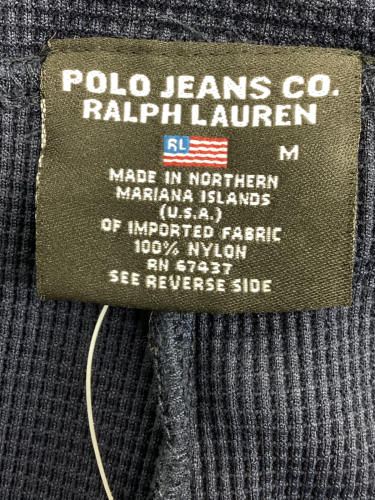 POLO JEANS CO.
RALPH LAUREN
RL
M
MADE IN NORTHERN
MARIANA ISLANDS
(U.S.A.)
OF IMPORTED FABRIC
100% NYLON
RN 67437
SEE REVERSE SIDE